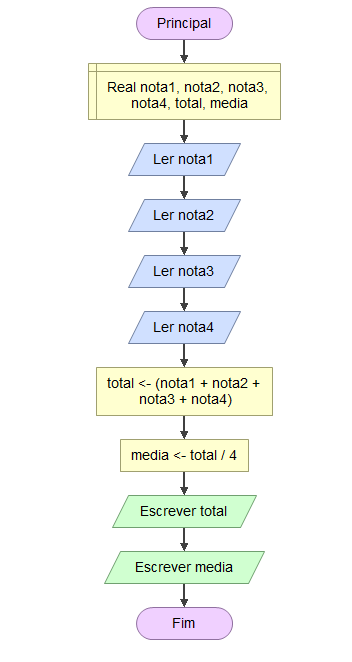 Principal
Real nota1, nota2, nota3,
nota4, total, media
Ler nota1
Ler nota2
Ler nota3
Ler nota4
total <- (nota1 + nota2 +
nota3 + nota4)
media <- total / 4
Escrever total
Escrever media
Fim